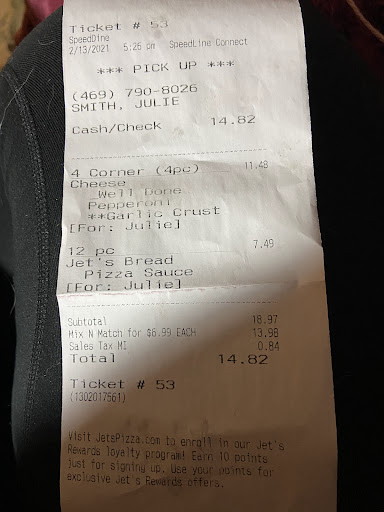 Ticket # 53
SpeedDine
2/13/2021 5:25 pm SpeedLine Connect
*** PICK UP ***
(469) 790-8026
SMITH, JULIE
Cash/Check 14.82
4 Corner (4pc) 11.48
Cheese
Well Done
Pepperoni
**Garlic Crust
[For: Julie]
12 pc 7.49
Jet's Bread
Pizza Sauce
[For: Julie]
Subtotal 18.97
Mix N Match for $6.99 EACH 13.98
Sales Tax MI 0.84
Total 14.82
Ticket # 53
(1302017561)
Visit JetsPizza.com to enroll in our Jet's
Rewards loyalty program! Earn 10 points
just for signing up. Use your points for
exclusive Jet's Rewards offers.